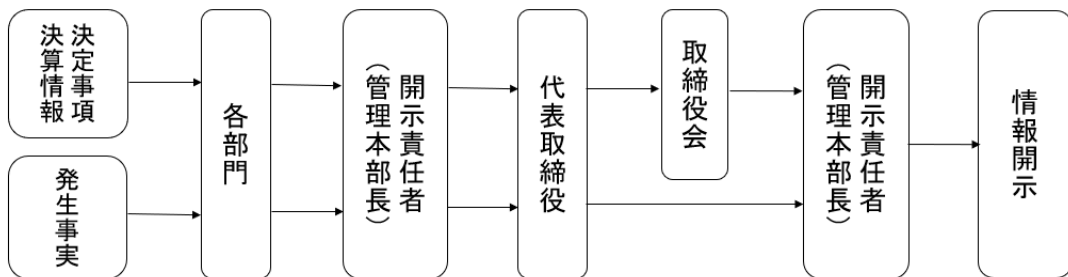 決定事項
決算情報
発生事実
各部門
開示責任者
（管理本部長）
代表取締役
取締役会
開示責任者
（管理本部長）
情報開示